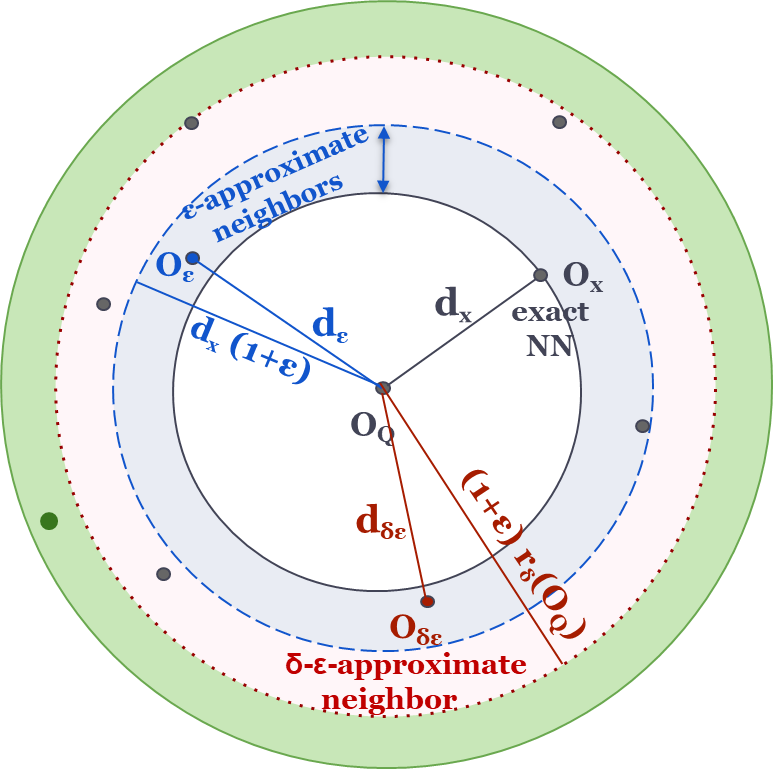 ε-approximate
neighbors
Oε
dε
dx (1+ε)
dx
Ox
exact
NN
OQ
dδε
(1+ε) rδ(OQ)
Oδε
δ-ε-approximate
neighbor